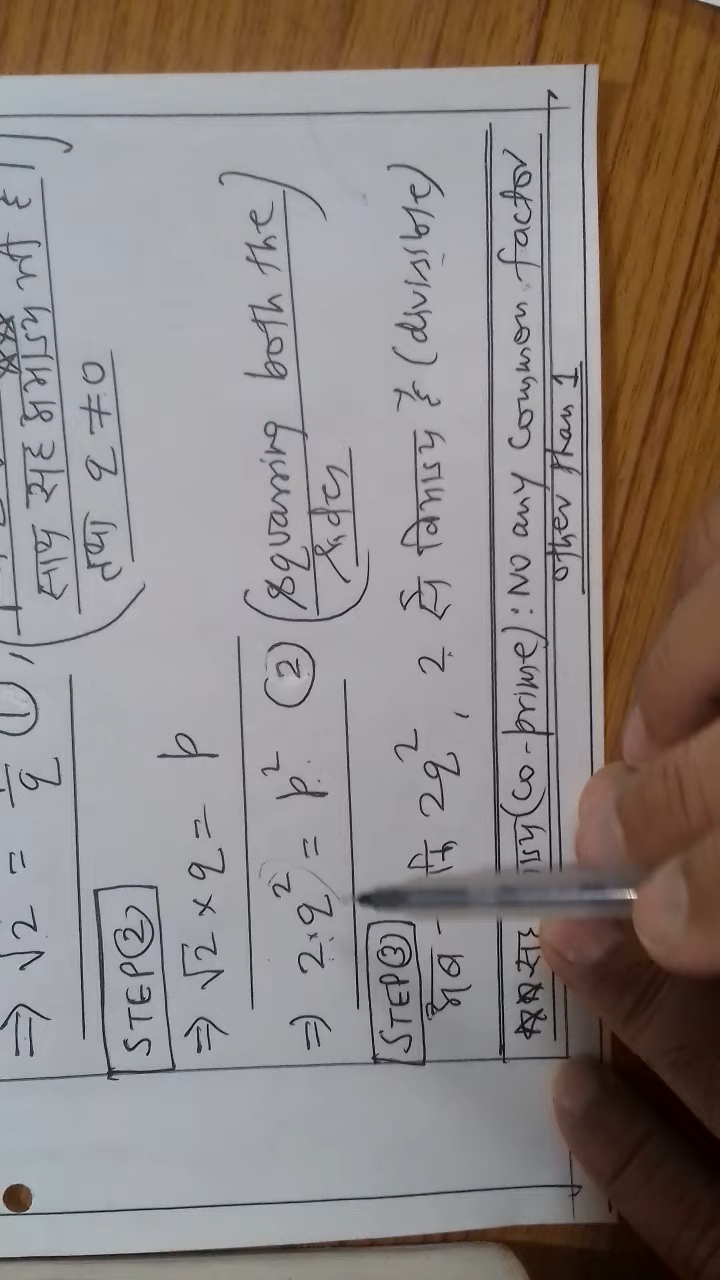 ⇒ √2 = p/q ①,
साथ सह अभाज्य भी हैं
तथा q ≠ 0)
STEP②
⇒ √2 × q = p
⇒ 2×q² = p² ② (squaring both the
sides)
STEP③
2q², 2 से विभाज्य है (divisible)
(co-prime): No any common factor
other than 1